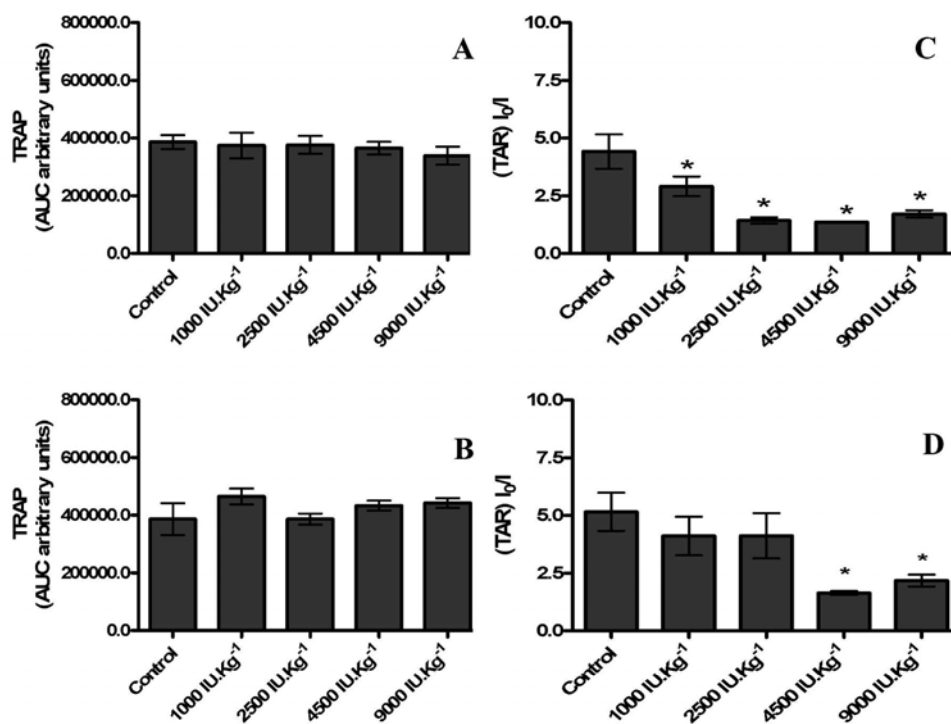 800000.0
600000.0
400000.0
200000.0
0.0
TRAP
(AUC arbitrary units)
A
Control
1000 IU.Kg⁻¹
2500 IU.Kg⁻¹
4500 IU.Kg⁻¹
9000 IU.Kg⁻¹
10.0
7.5
5.0
2.5
0.0
(TAR) I₀/I
C
*
*
*
*
Control
1000 IU.Kg⁻¹
2500 IU.Kg⁻¹
4500 IU.Kg⁻¹
9000 IU.Kg⁻¹
800000.0
600000.0
400000.0
200000.0
0.0
TRAP
(AUC arbitrary units)
B
Control
1000 IU.Kg⁻¹
2500 IU.Kg⁻¹
4500 IU.Kg⁻¹
9000 IU.Kg⁻¹
10.0
7.5
5.0
2.5
0.0
(TAR) I₀/I
D
*
*
Control
1000 IU.Kg⁻¹
2500 IU.Kg⁻¹
4500 IU.Kg⁻¹
9000 IU.Kg⁻¹